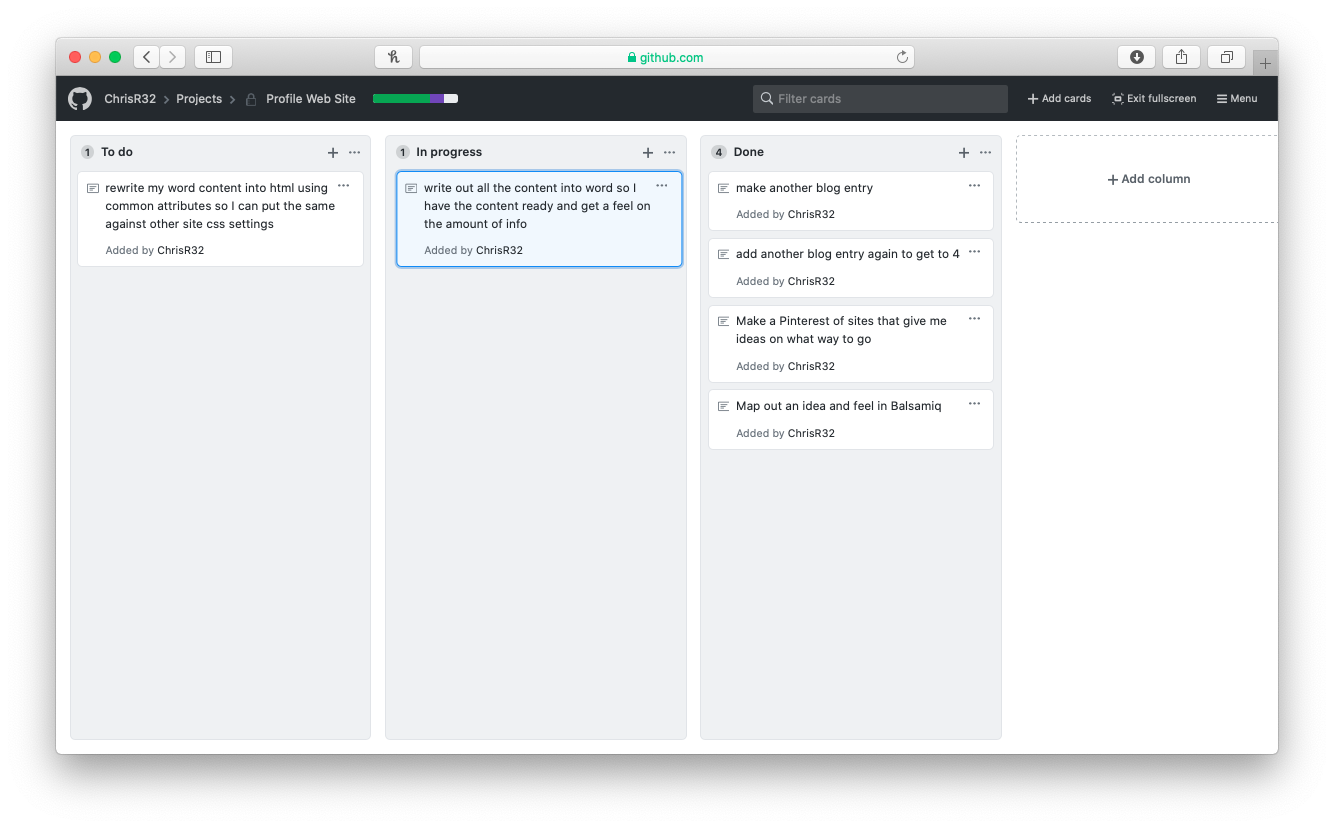 github.com
ChrisR32 Projects Profile Web Site Filter cards Add cards Exit fullscreen Menu
1 To do
rewrite my word content into html using
common attributes so I can put the same
against other site css settings
Added by ChrisR32
1 In progress
write out all the content into word so I
have the content ready and get a feel on
the amount of info
Added by ChrisR32
4 Done
make another blog entry
Added by ChrisR32
add another blog entry again to get to 4
Added by ChrisR32
Make a Pinterest of sites that give me
ideas on what way to go
Added by ChrisR32
Map out an idea and feel in Balsamiq
Added by ChrisR32
Add column